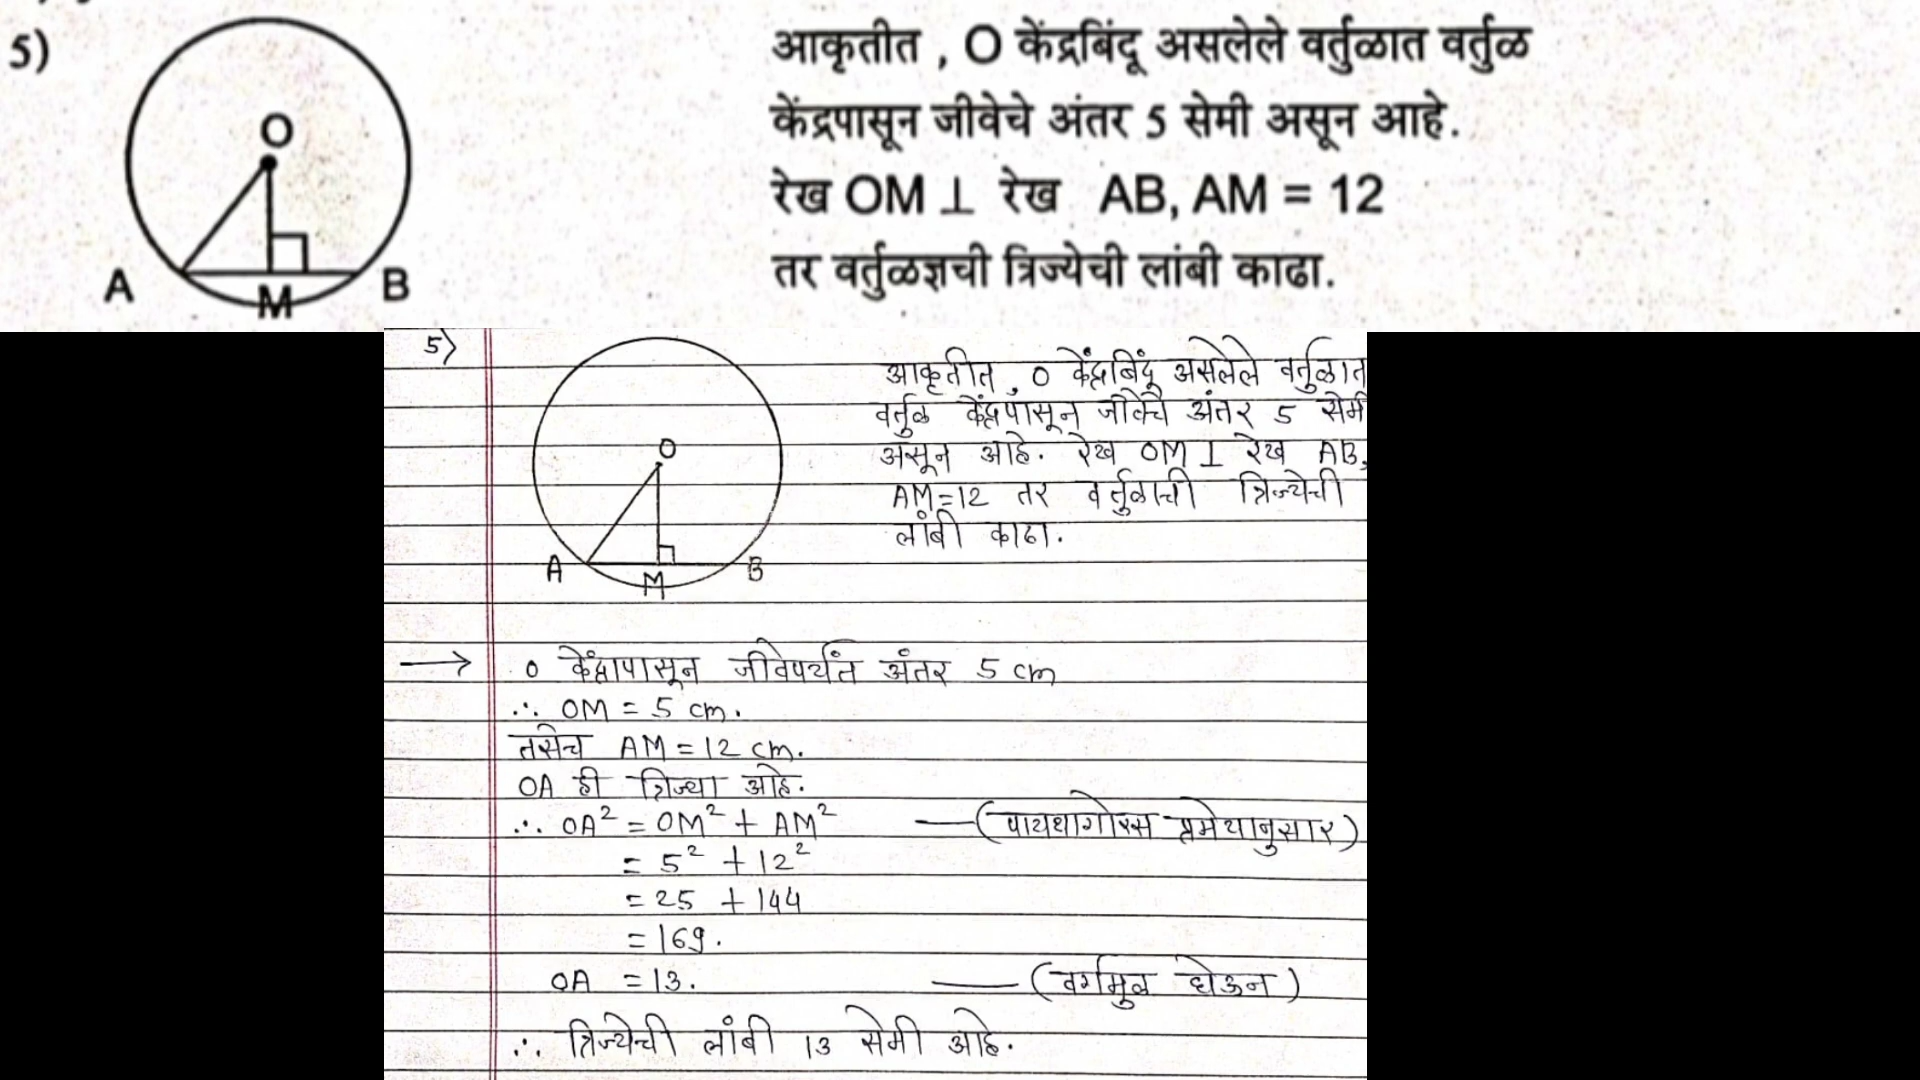 5)
आकृतीत , O केंद्रबिंदू असलेले वर्तुळात वर्तुळ
केंद्रपासून जीवेचे अंतर 5 सेमी असून आहे.
रेख OM ⊥ रेख AB, AM = 12
तर वर्तुळज्ञची त्रिज्येची लांबी काढा.
O
A M B
5)
आकृतीत , O केंद्रबिंदू असलेले वर्तुळात
वर्तुळ केंद्रपासून जीवेचे अंतर 5 सेमी
असून आहे. रेख OM ⊥ रेख AB,
AM=12 तर वर्तुळाची त्रिज्येची
लांबी काढा.
O
A M B
→ O केंद्रापासून जीवेपर्यंत अंतर 5 cm
∴ OM = 5 cm.
तसेच AM = 12 cm.
OA ही त्रिज्या आहे.
∴ OA² = OM² + AM² —(पायथागोरस प्रमेयानुसार)
= 5² + 12²
= 25 + 144
= 169.
OA = 13. —(वर्गमुळ घेऊन)
∴ त्रिज्येची लांबी 13 सेमी आहे.